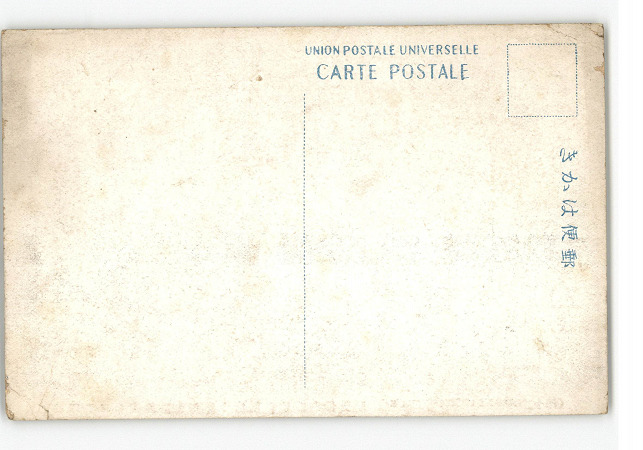 UNION POSTALE UNIVERSELLE
CARTE POSTALE
郵便はかき